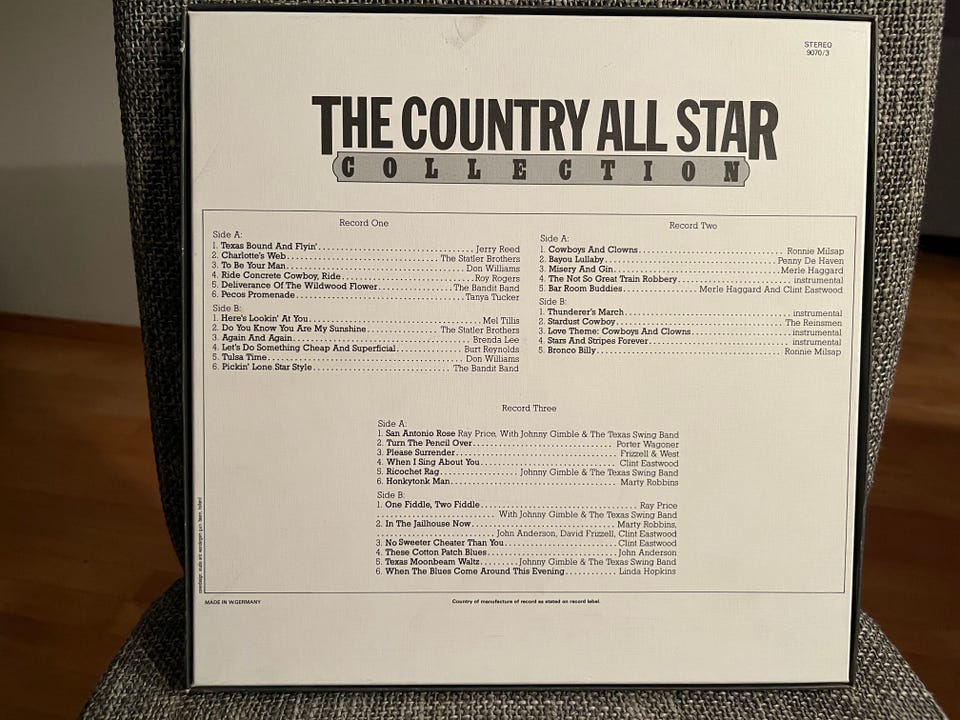 STEREO
9070/3
THE COUNTRY ALL STAR
COLLECTION
Record One
Side A:
1. Texas Bound And Flyin'........ Jerry Reed
2. Charlotte's Web........ The Statler Brothers
3. To Be Your Man........ Don Williams
4. Ride Concrete Cowboy, Ride........ Roy Rogers
5. Deliverance Of The Wildwood Flower........ The Bandit Band
6. Pecos Promenade........ Tanya Tucker
Side B:
1. Here's Lookin' At You........ Mel Tillis
2. Do You Know You Are My Sunshine........ The Statler Brothers
3. Again And Again........ Brenda Lee
4. Let's Do Something Cheap And Superficial........ Burt Reynolds
5. Tulsa Time........ Don Williams
6. Pickin' Lone Star Style........ The Bandit Band
Record Two
Side A:
1. Cowboys And Clowns........ Ronnie Milsap
2. Bayou Lullaby........ Penny De Haven
3. Misery And Gin........ Merle Haggard
4. The Not So Great Train Robbery........ instrumental
5. Bar Room Buddies........ Merle Haggard And Clint Eastwood
Side B:
1. Thunderer's March........ instrumental
2. Stardust Cowboy........ The Reinsmen
3. Love Theme: Cowboys And Clowns........ instrumental
4. Stars And Stripes Forever........ instrumental
5. Bronco Billy........ Ronnie Milsap
Record Three
Side A:
1. San Antonio Rose Ray Price, With Johnny Gimble & The Texas Swing Band
2. Turn The Pencil Over........ Porter Wagoner
3. Please Surrender........ Frizzell & West
4. When I Sing About You........ Clint Eastwood
5. Ricochet Rag........ Johnny Gimble & The Texas Swing Band
6. Honkytonk Man........ Marty Robbins
Side B:
1. One Fiddle, Two Fiddle........ Ray Price
........ With Johnny Gimble & The Texas Swing Band
2. In The Jailhouse Now........ Marty Robbins,
........ John Anderson, David Frizzell, Clint Eastwood
3. No Sweeter Cheater Than You........ Clint Eastwood
4. These Cotton Patch Blues........ John Anderson
5. Texas Moonbeam Waltz........ Johnny Gimble & The Texas Swing Band
6. When The Blues Come Around This Evening........ Linda Hopkins
MADE IN W.GERMANY
Country of manufacture of record as stated on record label.